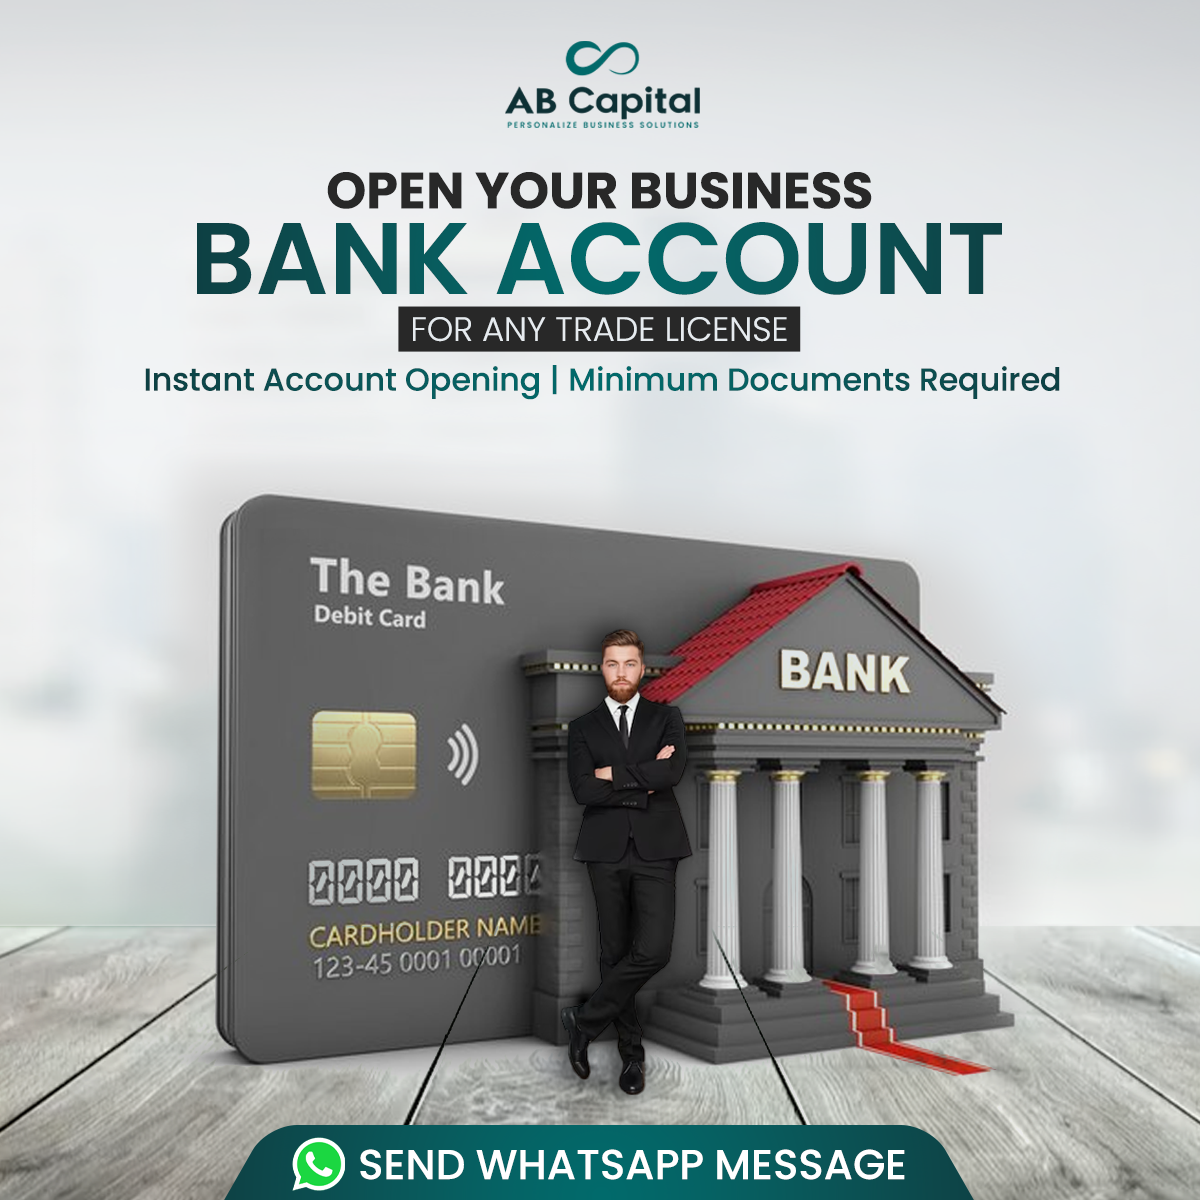 AB Capital
PERSONALIZE BUSINESS SOLUTIONS
OPEN YOUR BUSINESS
BANK ACCOUNT
FOR ANY TRADE LICENSE
Instant Account Opening | Minimum Documents Required
The Bank
Debit Card
BANK
0000 0000
CARDHOLDER NAME
123-45 0001 00001
SEND WHATSAPP MESSAGE